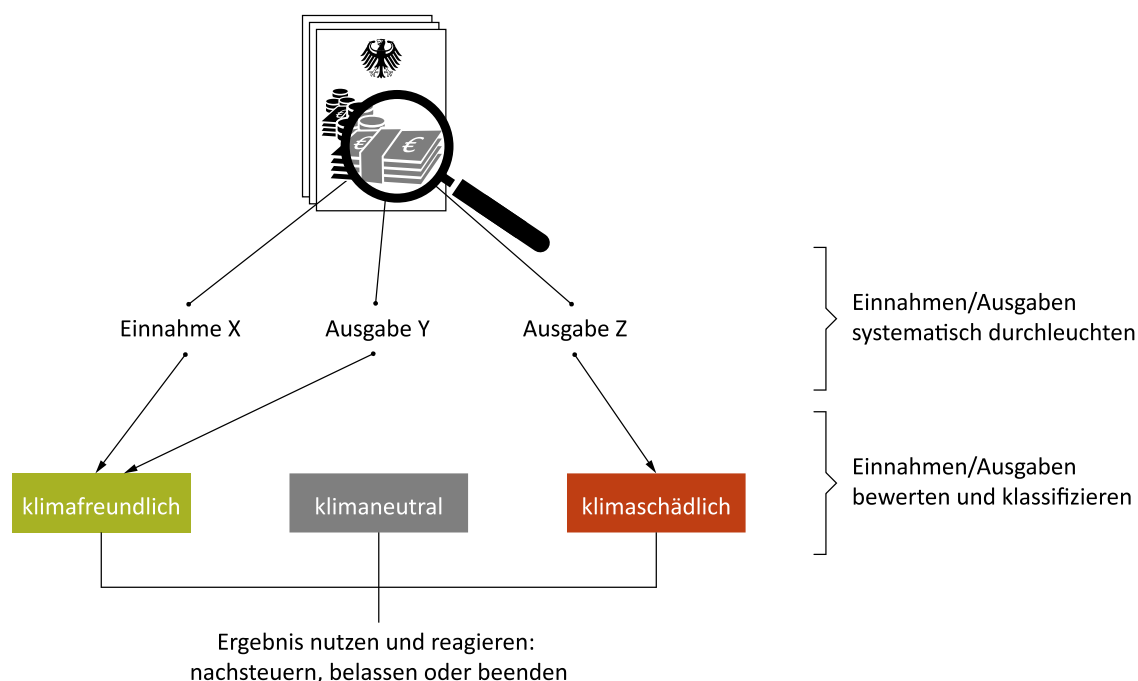 €
€
€
Einnahme X
Ausgabe Y
Ausgabe Z
Einnahmen/Ausgaben
systematisch durchleuchten
klimafreundlich
klimaneutral
klimaschädlich
Einnahmen/Ausgaben
bewerten und klassifizieren
Ergebnis nutzen und reagieren:
nachsteuern, belassen oder beenden